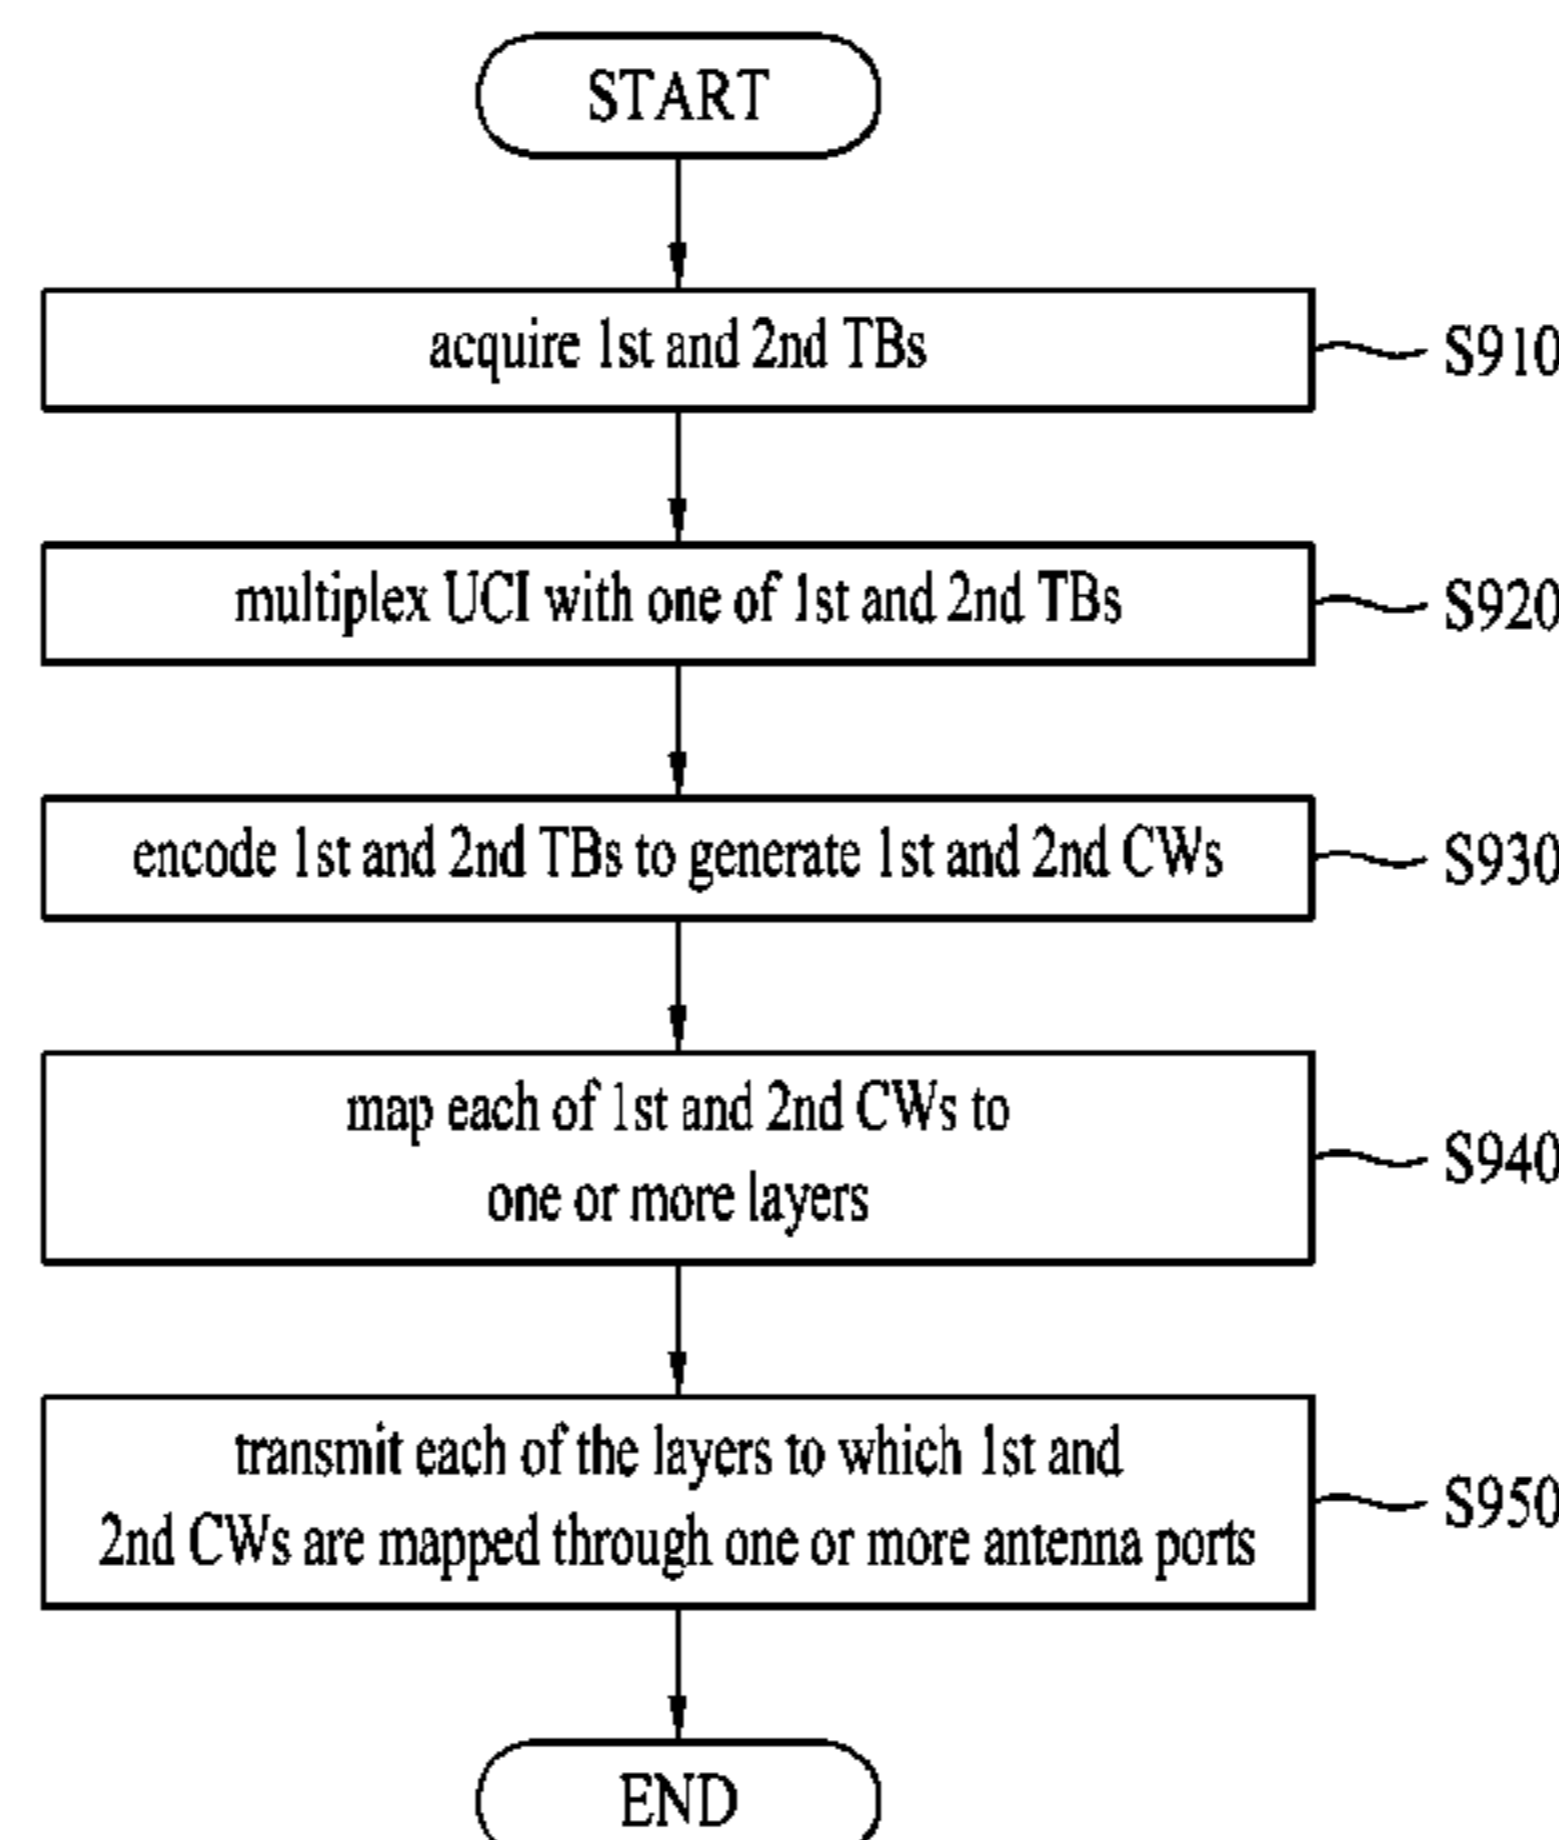 START
acquire 1st and 2nd TBs
S910
multiplex UCI with one of 1st and 2nd TBs
S920
encode 1st and 2nd TBs to generate 1st and 2nd CWs
S930
map each of 1st and 2nd CWs to
one or more layers
S940
transmit each of the layers to which 1st and
2nd CWs are mapped through one or more antenna ports
S950
END